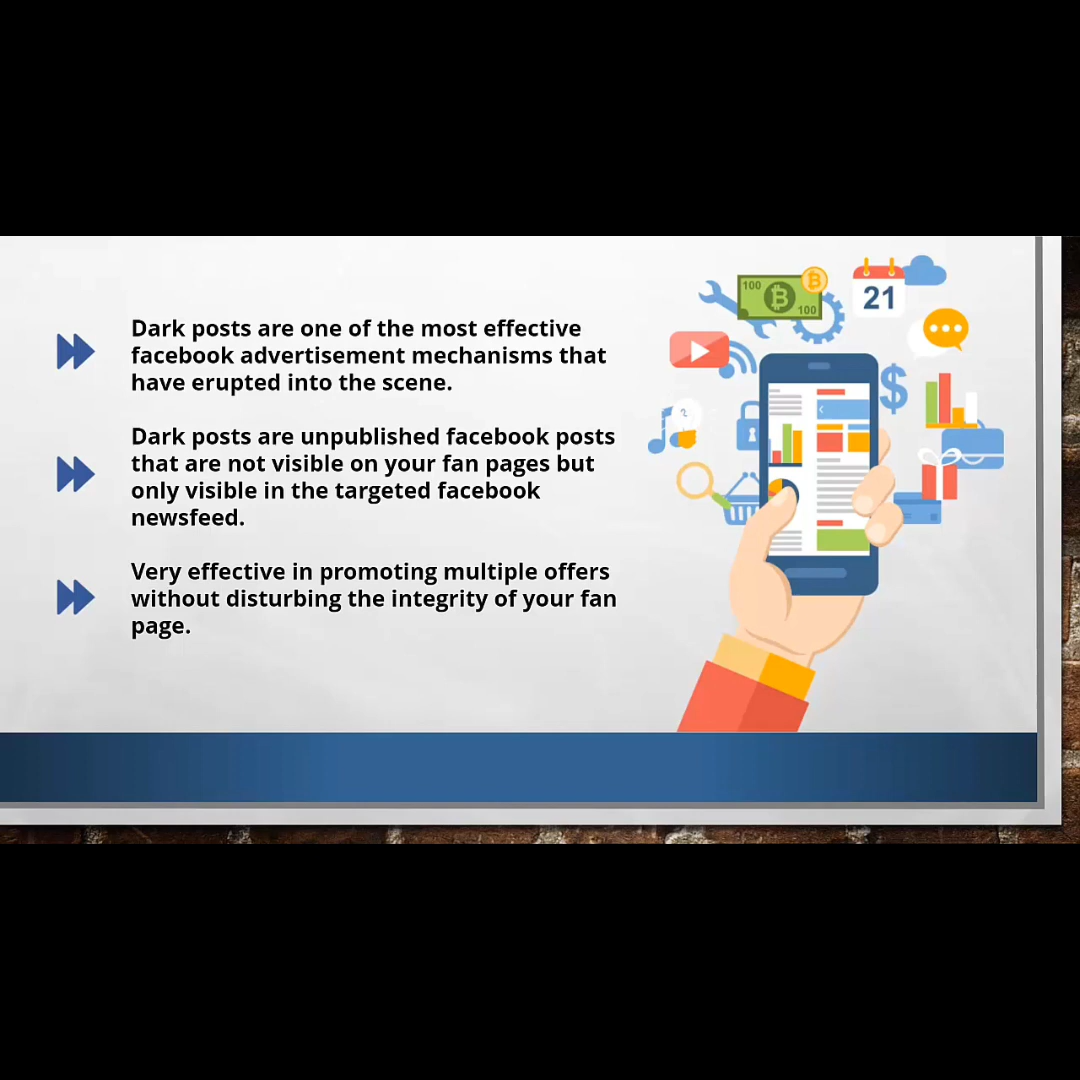 Dark posts are one of the most effective
facebook advertisement mechanisms that
have erupted into the scene.
Dark posts are unpublished facebook posts
that are not visible on your fan pages but
only visible in the targeted facebook
newsfeed.
Very effective in promoting multiple offers
without disturbing the integrity of your fan
page.
100
100
21
$
?